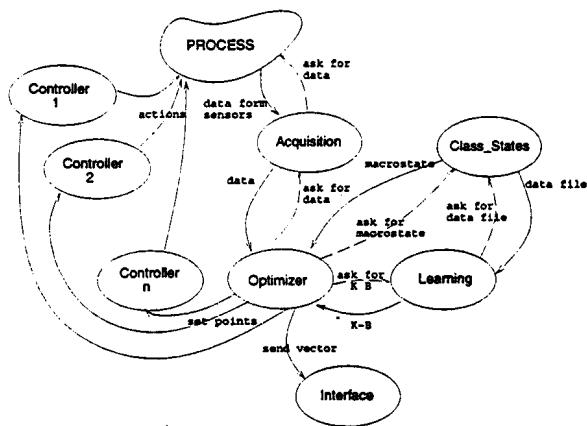 PROCESS
ask for
data
Controller
1
actions
data form
sensors
Acquisition
Class_States
Controller
2
macrostate
data
ask for
data
data file
ask for
data file
ask for
macrostate
Controller
n
Optimizer
ask for
K B
Learning
set points
K-B
send vector
Interface